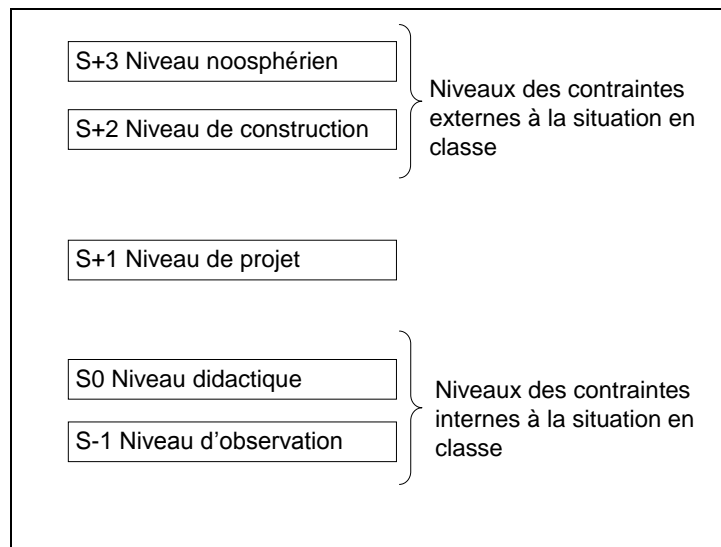 S+3 Niveau noosphérien
S+2 Niveau de construction
Niveaux des contraintes
externes à la situation en
classe
S+1 Niveau de projet
S0 Niveau didactique
S-1 Niveau d'observation
Niveaux des contraintes
internes à la situation en
classe